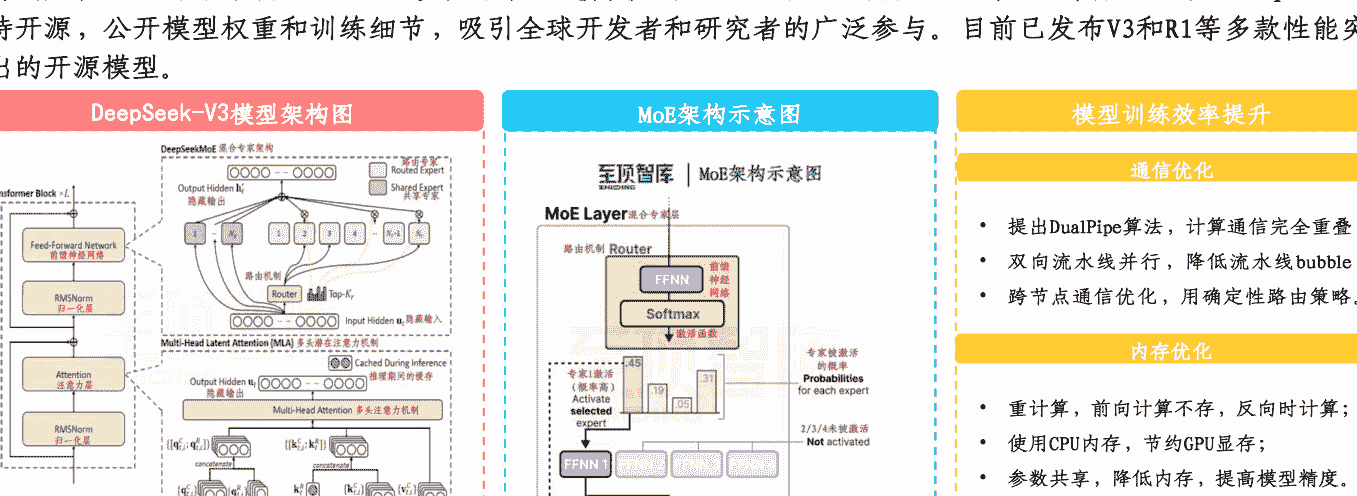 持开源，公开模型权重和训练细节，吸引全球开发者和研究者的广泛参与。目前已发布V3和R1等多款性能突
出的开源模型。
DeepSeek-V3模型架构图
DeepSeekMoE 混合专家架构
路由专家
Routed Expert
Shared Expert
共享专家
Output Hidden
隐藏输出
nsformer Block ×L
Feed-Forward Network
前馈神经网络
RMSNorm
归一化层
Attention
注意力层
RMSNorm
归一化层
1
1 2 3 4
路由机制
Router
Top-Kr
Input Hidden ut 隐藏输入
Multi-Head Latent Attention (MLA) 多头潜在注意力机制
Cached During Inference
推理期间的缓存
Output Hidden ut
隐藏输出
Multi-Head Attention 多头注意力机制
concatenate
concatenate
MoE架构示意图
至顶智库 | MoE架构示意图
MoE Layer 混合专家层
路由机制 Router
FFNN
前馈
神经
网络
Softmax
激活函数
.45
.19
.05
.31
专家1激活
(概率高)
Activate
selected
expert
专家被激活
的概率
Probabilities
for each expert
2/3/4未被激活
Not activated
FFNN 1
FFNN 2
FFNN 3
FFNN 4
模型训练效率提升
通信优化
• 提出DualPipe算法，计算通信完全重叠
• 双向流水线并行，降低流水线bubble
• 跨节点通信优化，用确定性路由策略。
内存优化
• 重计算，前向计算不存，反向时计算；
• 使用CPU内存，节约GPU显存；
• 参数共享，降低内存，提高模型精度。